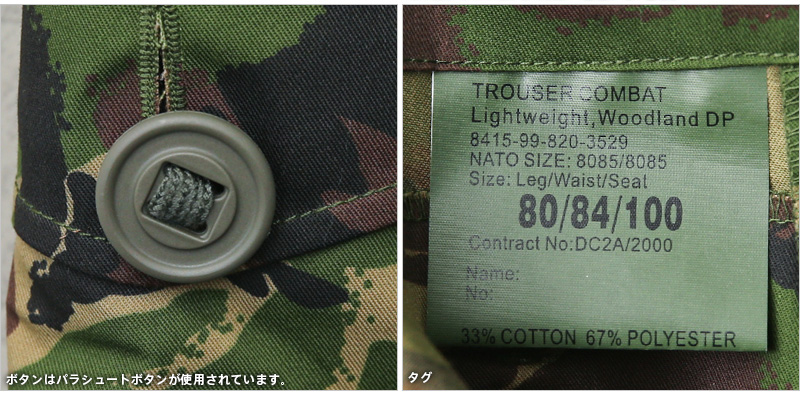 ボタンはパラシュートボタンが使用されています。
TROUSER COMBAT
Lightweight,Woodland DP
8415-99-820-3529
NATO SIZE: 8085/8085
Size: Leg/Waist/Seat
80/84/100
Contract No:DC2A/2000
Name:
No:
33% COTTON 67% POLYESTER
タグ